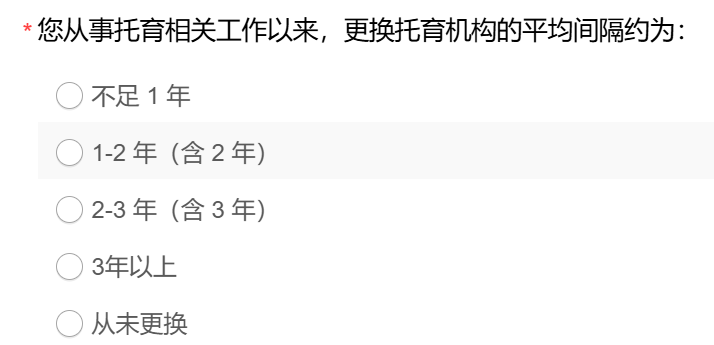 * 您从事托育相关工作以来，更换托育机构的平均间隔约为：
不足 1 年
1-2 年（含 2 年）
2-3 年（含 3 年）
3年以上
从未更换